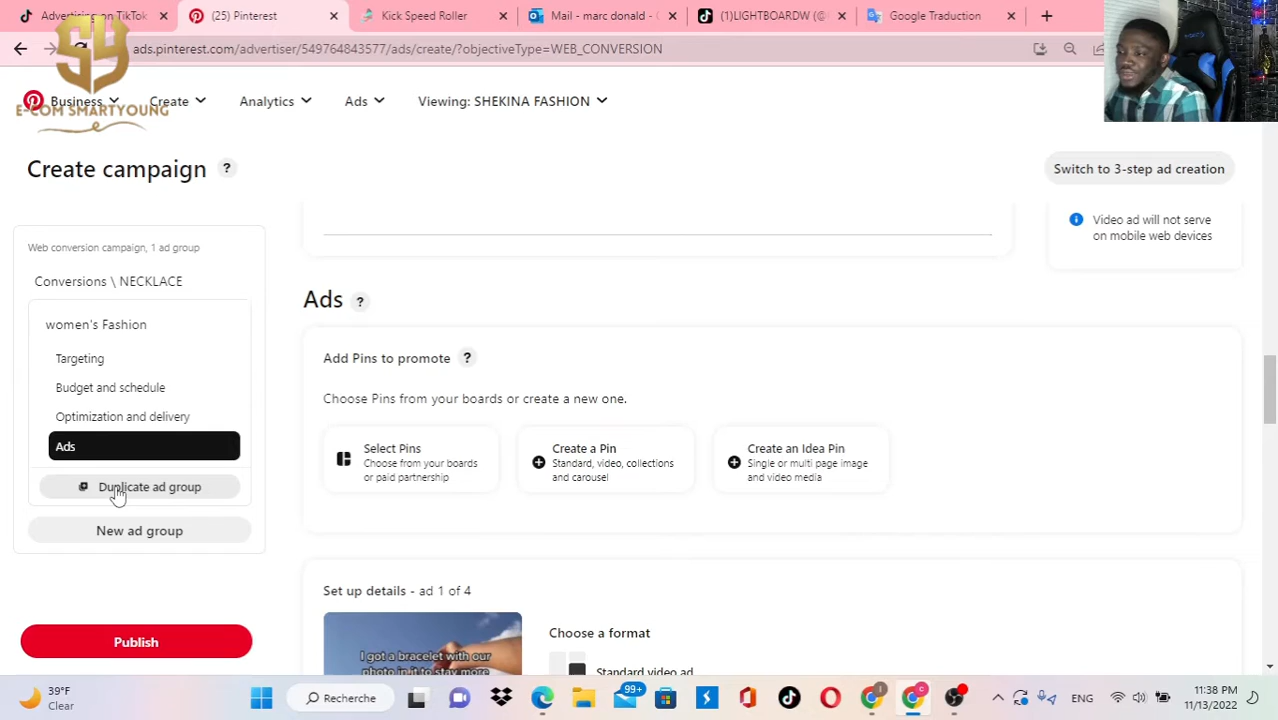 Advertising on TikTok
(25) Pinterest
Kick Speed Roller
Mail - marc donald -
(1)LIGHTBOARDW (@
Google Traduction
ads.pinterest.com/advertiser/549764843577/ads/create/?objectiveType=WEB_CONVERSION
SY
E-COM SMARTYOUNG
e
Business
Create
Analytics
Ads
Viewing: SHEKINA FASHION
Create campaign ?
Switch to 3-step ad creation
Web conversion campaign, 1 ad group
Conversions \ NECKLACE
women's Fashion
Targeting
Budget and schedule
Optimization and delivery
Ads
Duplicate ad group
New ad group
Publish
Video ad will not serve
on mobile web devices
Ads ?
Add Pins to promote ?
Choose Pins from your boards or create a new one.
Select Pins
Choose from your boards
or paid partnership
Create a Pin
Standard, video, collections
and carousel
Create an Idea Pin
Single or multi page image
and video media
Set up details - ad 1 of 4
I got a bracelet with our
photo in it to stay more
Choose a format
Standard video ad
39°F
Clear
Recherche
99+
ENG
11:38 PM
11/13/2022